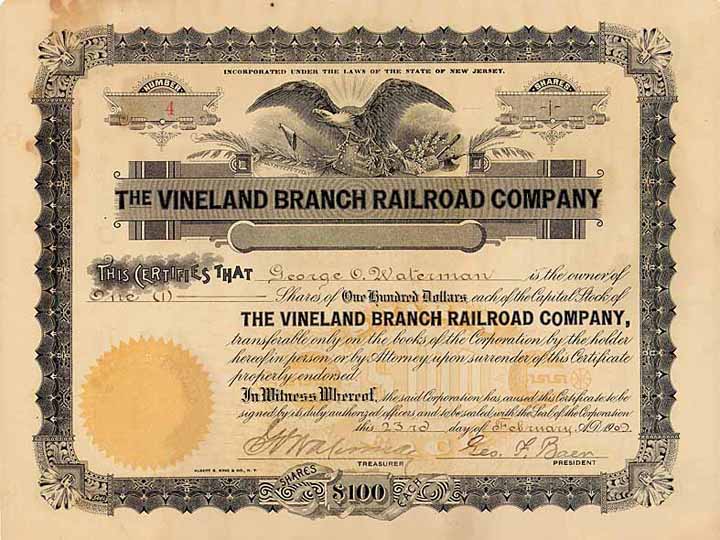 INCORPORATED UNDER THE LAWS OF THE STATE OF NEW JERSEY.
NUMBER
4
SHARES
-1-
THE VINELAND BRANCH RAILROAD COMPANY
THIS CERTIFIES THAT George O. Waterman is the owner of
One (1) Shares of One Hundred Dollars each of the Capital Stock of
THE VINELAND BRANCH RAILROAD COMPANY,
transferable only on the books of the Corporation by the holder
hereof in person or by Attorney upon surrender of this Certificate
properly endorsed.
In Witness Whereof, the said Corporation has caused this Certificate to be
signed by its duly authorized officers and to be sealed with the Seal of the Corporation
this 23rd day of February A.D. 190
Geo. F. Baer
TREASURER
PRESIDENT
ALBERT B. KING & CO., N. Y.
SHARES $100 EACH